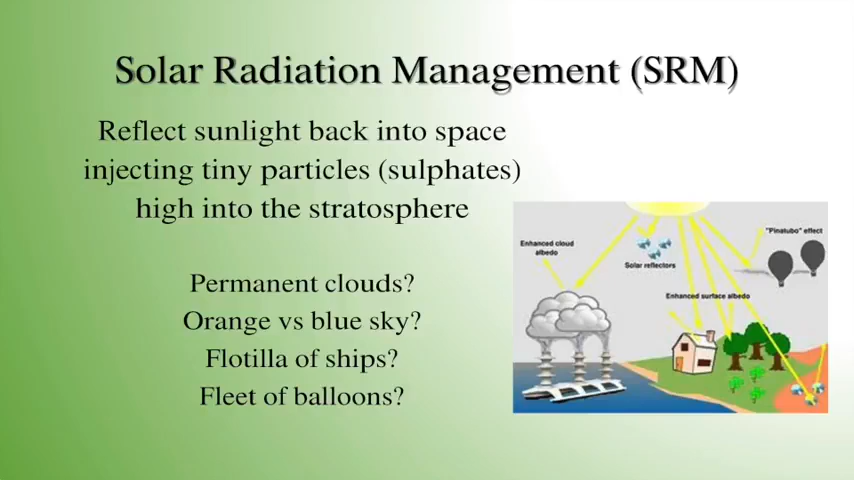 Solar Radiation Management (SRM)
Reflect sunlight back into space
injecting tiny particles (sulphates)
high into the stratosphere
Permanent clouds?
Orange vs blue sky?
Flotilla of ships?
Fleet of balloons?
Enhanced cloud
albedo
Solar reflectors
"Pinatubo" effect
Enhanced surface albedo